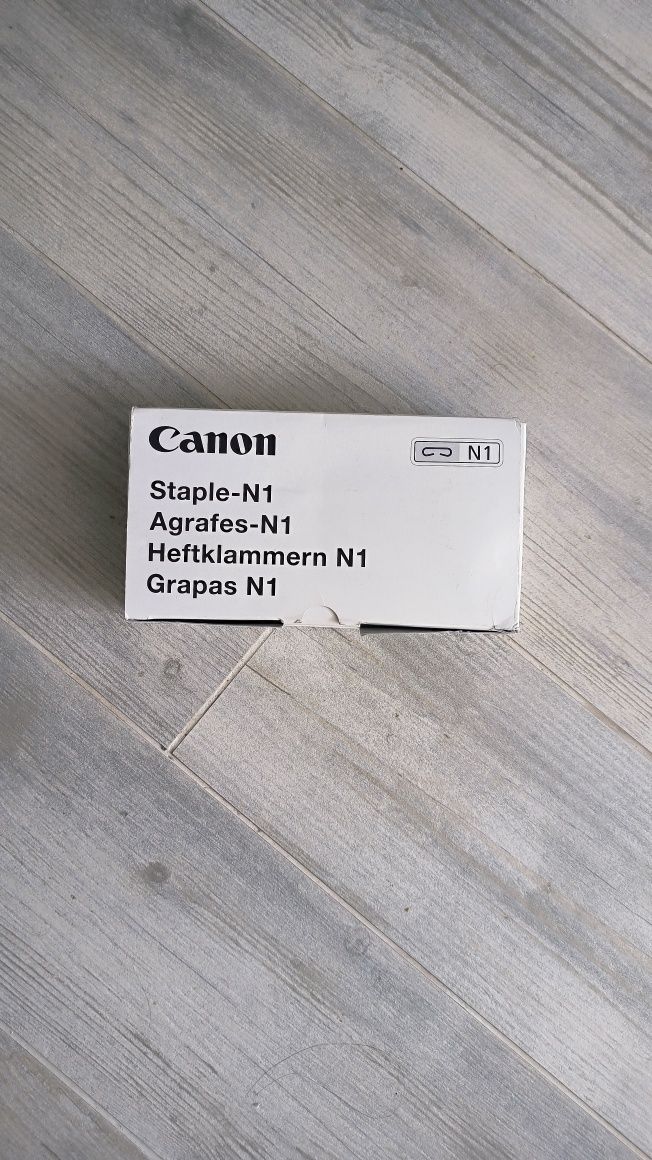 Canon
N1
Staple-N1
Agrafes-N1
Heftklammern N1
Grapas N1